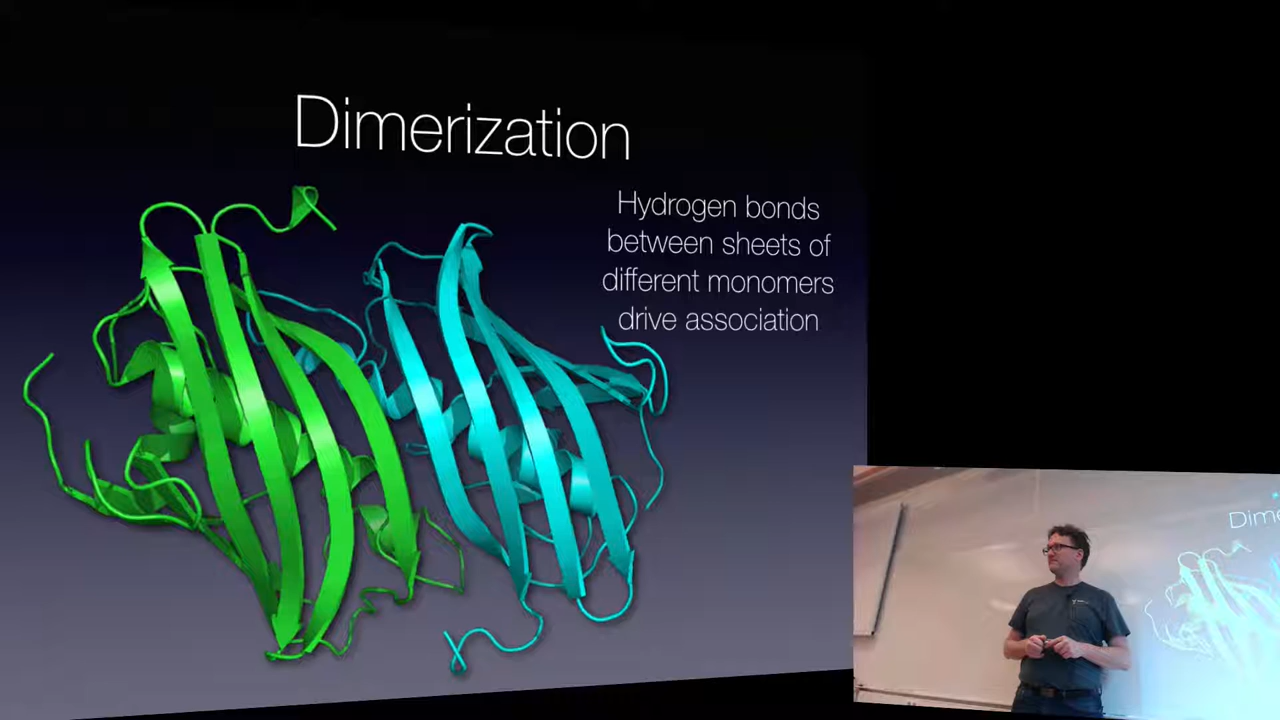 Dimerization
Hydrogen bonds
between sheets of
different monomers
drive association